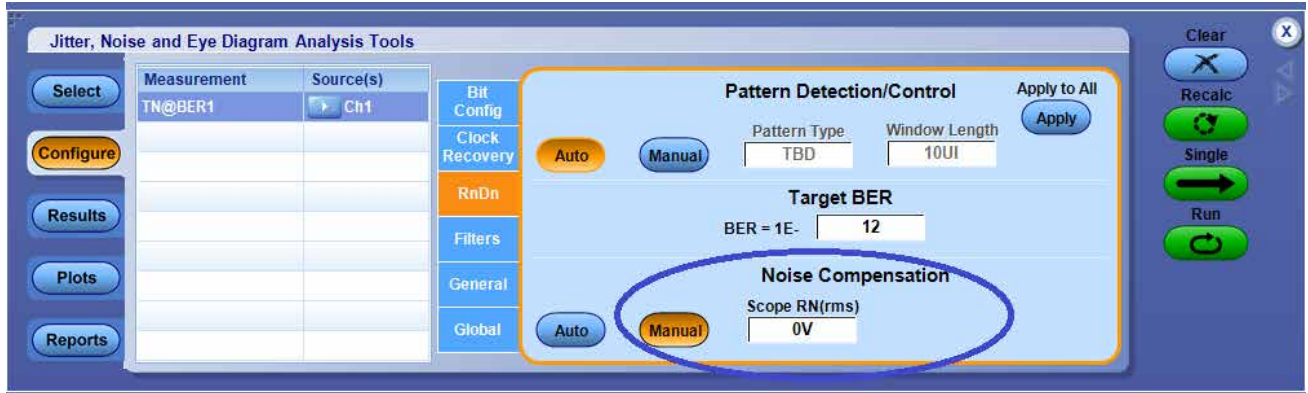 Jitter, Noise and Eye Diagram Analysis Tools
Clear
X
Select
Measurement Source(s)
TN@BER1 Ch1
Bit Config
Pattern Detection/Control
Apply to All
Apply
Recalc
Configure
Clock Recovery
Auto
Manual
Pattern Type
TBD
Window Length
10UI
Single
Results
RnDn
Target BER
BER = 1E- 12
Run
Filters
Plots
General
Noise Compensation
Scope RN(rms)
Reports
Global
Auto
Manual
0V